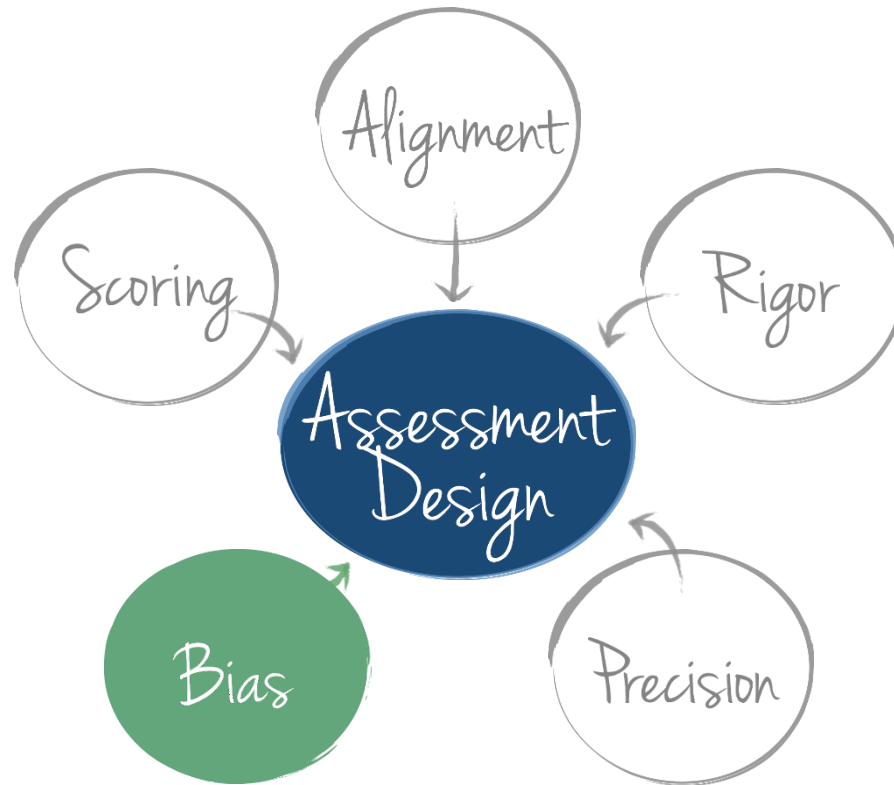 Alignment
Scoring
Rigor
Assessment
Design
Bias
Precision